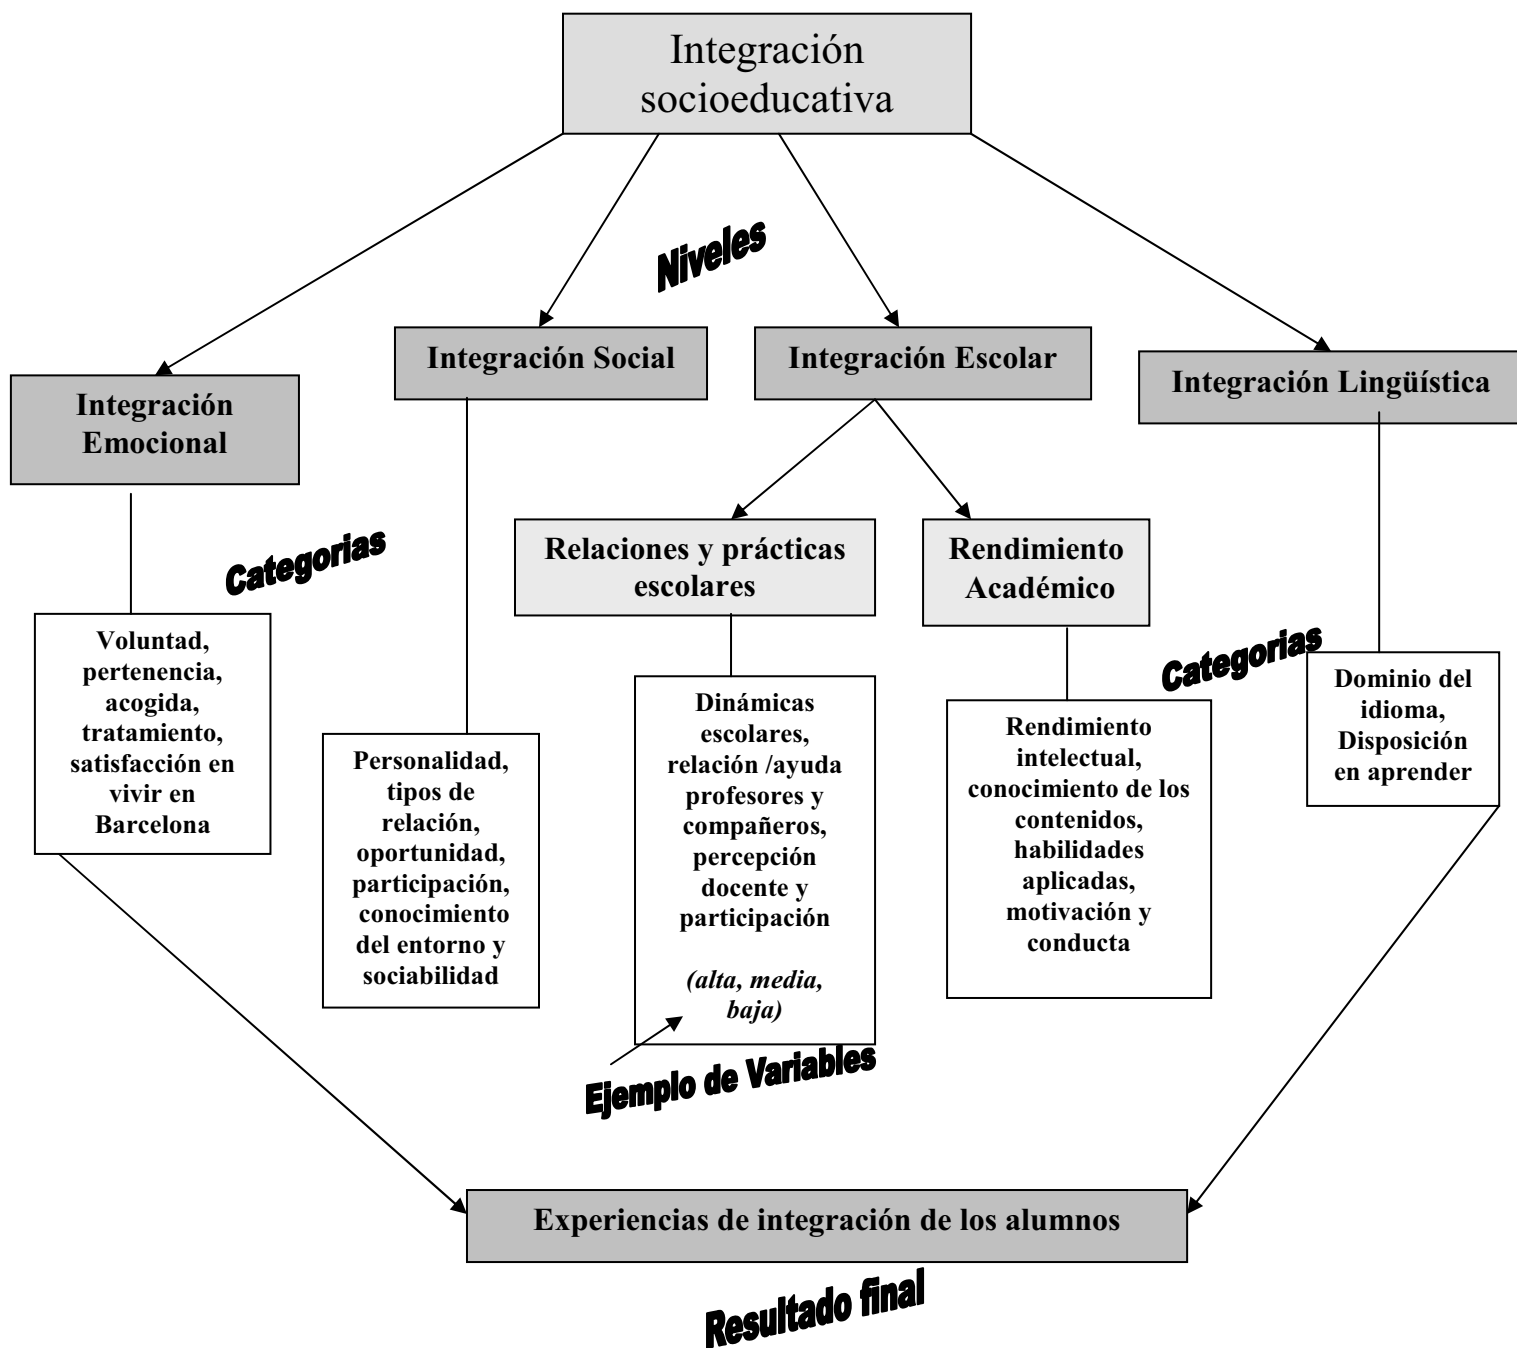 Integración
socioeducativa
Niveles
Integración Social
Integración Escolar
Integración Lingüística
Integración
Emocional
Categorias
Relaciones y prácticas
escolares
Rendimiento
Académico
Categorias
Voluntad,
pertenencia,
acogida,
tratamiento,
satisfacción en
vivir en
Barcelona
Personalidad,
tipos de
relación,
oportunidad,
participación,
conocimiento
del entorno y
sociabilidad
Dinámicas
escolares,
relación /ayuda
profesores y
compañeros,
percepción
docente y
participación
(alta, media,
baja)
Rendimiento
intelectual,
conocimiento de los
contenidos,
habilidades
aplicadas,
motivación y
conducta
Dominio del
idioma,
Disposición
en aprender
Ejemplo de Variables
Experiencias de integración de los alumnos
Resultado final